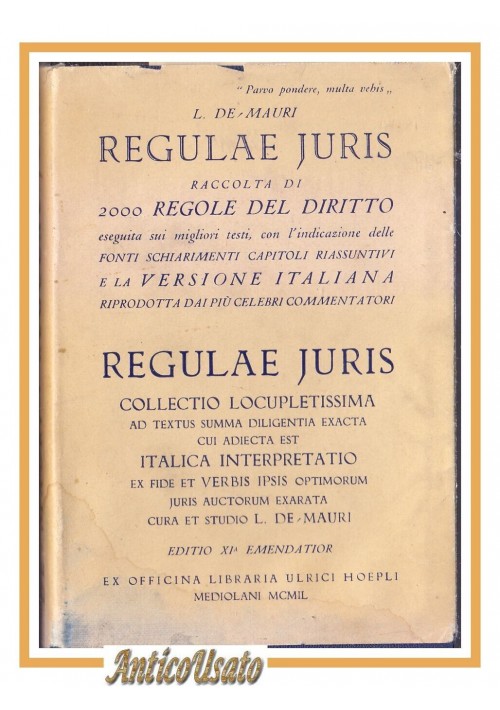 "Parvo pondere, multa vehis„
L. DE-MAURI
REGULAE JURIS
RACCOLTA DI
2000 REGOLE DEL DIRITTO
eseguita sui migliori testi, con l'indicazione delle
FONTI SCHIARIMENTI CAPITOLI RIASSUNTIVI
E LA VERSIONE ITALIANA
RIPRODOTTA DAI PIÙ CELEBRI COMMENTATORI
REGULAE JURIS
COLLECTIO LOCUPLETISSIMA
AD TEXTUS SUMMA DILIGENTIA EXACTA
CUI ADIECTA EST
ITALICA INTERPRETATIO
EX FIDE ET VERBIS IPSIS OPTIMORUM
JURIS AUCTORUM EXARATA
CURA ET STUDIO L. DE-MAURI
EDITIO XIª EMENDATIOR
EX OFFICINA LIBRARIA ULRICI HOEPLI
MEDIOLANI MCMIL
AnticoUsato